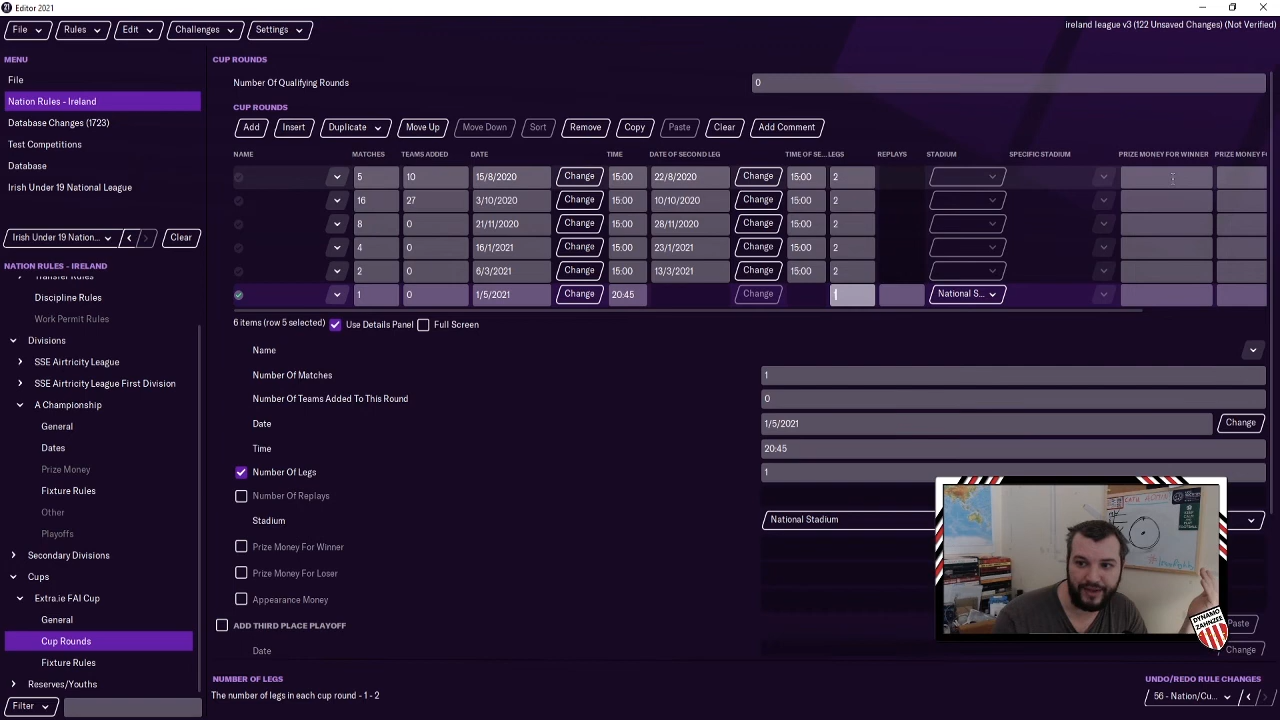 Editor 2021
File Rules Edit Challenges Settings
ireland league v3 (122 Unsaved Changes) (Not Verified)
MENU
File
Nation Rules - Ireland
Database Changes (1723)
Test Competitions
Database
Irish Under 19 National League
Irish Under 19 Nation... Clear
NATION RULES - IRELAND
Transfer Rules
Discipline Rules
Work Permit Rules
Divisions
SSE Airtricity League
SSE Airtricity League First Division
A Championship
General
Dates
Prize Money
Fixture Rules
Other
Playoffs
Secondary Divisions
Cups
Extra.ie FAI Cup
General
Cup Rounds
Fixture Rules
Reserves/Youths
Filter
CUP ROUNDS
Number Of Qualifying Rounds 0
CUP ROUNDS
Add Insert Duplicate Move Up Move Down Sort Remove Copy Paste Clear Add Comment
NAME MATCHES TEAMS ADDED DATE TIME DATE OF SECOND LEG TIME OF SE... LEGS REPLAYS STADIUM SPECIFIC STADIUM PRIZE MONEY FOR WINNER PRIZE MONEY F
5 10 15/8/2020 Change 15:00 22/8/2020 Change 15:00 2
16 27 3/10/2020 Change 15:00 10/10/2020 Change 15:00 2
8 0 21/11/2020 Change 15:00 28/11/2020 Change 15:00 2
4 0 16/1/2021 Change 15:00 23/1/2021 Change 15:00 2
2 0 6/3/2021 Change 15:00 13/3/2021 Change 15:00 2
1 0 1/5/2021 Change 20:45 Change 1 National S...
6 items (row 5 selected) Use Details Panel Full Screen
Name
Number Of Matches 1
Number Of Teams Added To This Round 0
Date 1/5/2021 Change
Time 20:45
Number Of Legs 1
Number Of Replays
Stadium National Stadium
Prize Money For Winner
Prize Money For Loser
Appearance Money
ADD THIRD PLACE PLAYOFF
Paste
Date Change
DYNAMO
ZAHNZEE
NUMBER OF LEGS
The number of legs in each cup round - 1 - 2
UNDO/REDO RULE CHANGES
56 - Nation/Cu...